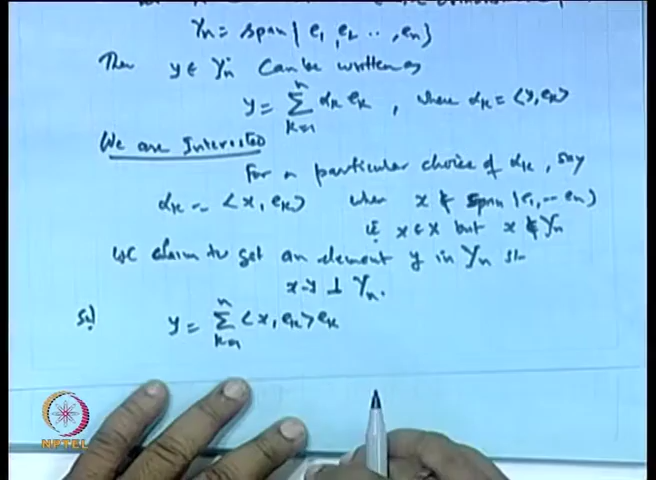 Yn = span { e1, e2 .., en }
Then y ∈ Yn Can be written as
y = Σ_{k=1}^{n} αk ek , where αk = <y, ek>
We are Interested
For a particular choice of αk, say
αk = <x, ek> when x ∉ span (e1, -- en)
ie x ∈ X but x ∉ Yn
We claim to get an element y in Yn st
x-y ⊥ Yn.
y = Σ_{k=1}^{n} <x, ek> ek
NPTEL